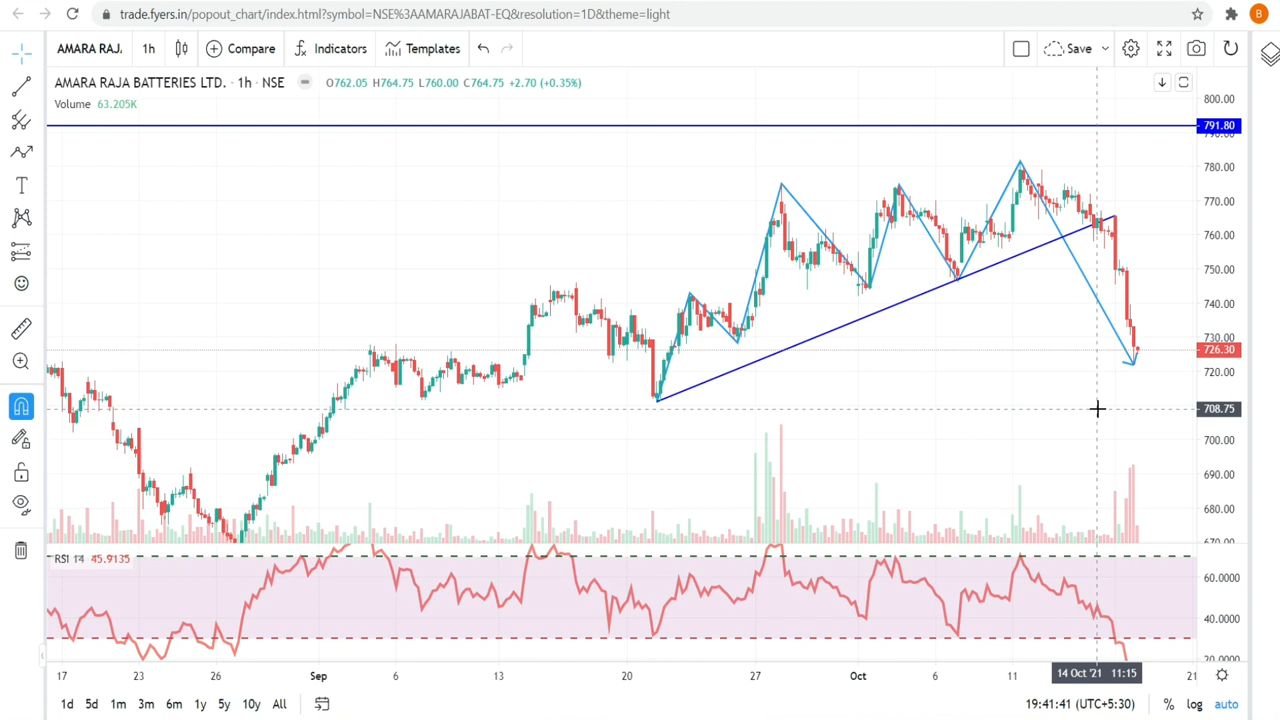 trade.fyers.in/popout_chart/index.html?symbol=NSE%3AAMARAJABAT-EQ&resolution=1D&theme=light
B
AMARA RAJ
1h
Compare
Indicators
Templates
Save
AMARA RAJA BATTERIES LTD. · 1h · NSE
O762.05 H764.75 L760.00 C764.75 +2.70 (+0.35%)
Volume 63.205K
800.00
791.80
780.00
770.00
760.00
750.00
740.00
730.00
726.30
720.00
708.75
700.00
690.00
680.00
RSI 14 45.9135
60.0000
40.0000
20.0000
17 23 26 Sep 6 13 20 27 Oct 6 11 14 Oct '21 11:15 21
1d 5d 1m 3m 6m 1y 5y 10y All
19:41:41 (UTC+5:30)
% log auto